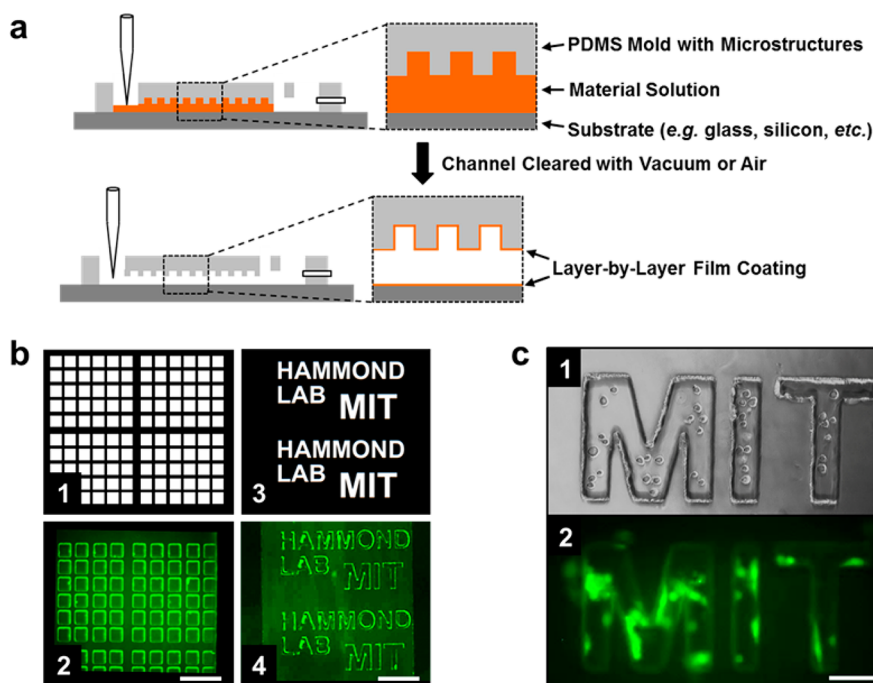 a
PDMS Mold with Microstructures
Material Solution
Substrate (e.g. glass, silicon, etc.)
Channel Cleared with Vacuum or Air
Layer-by-Layer Film Coating
b
1
HAMMOND
LAB MIT
HAMMOND
LAB MIT
3
2
HAMMOND
LAB MIT
HAMMOND
LAB MIT
4
c
1
MIT
2
MIT